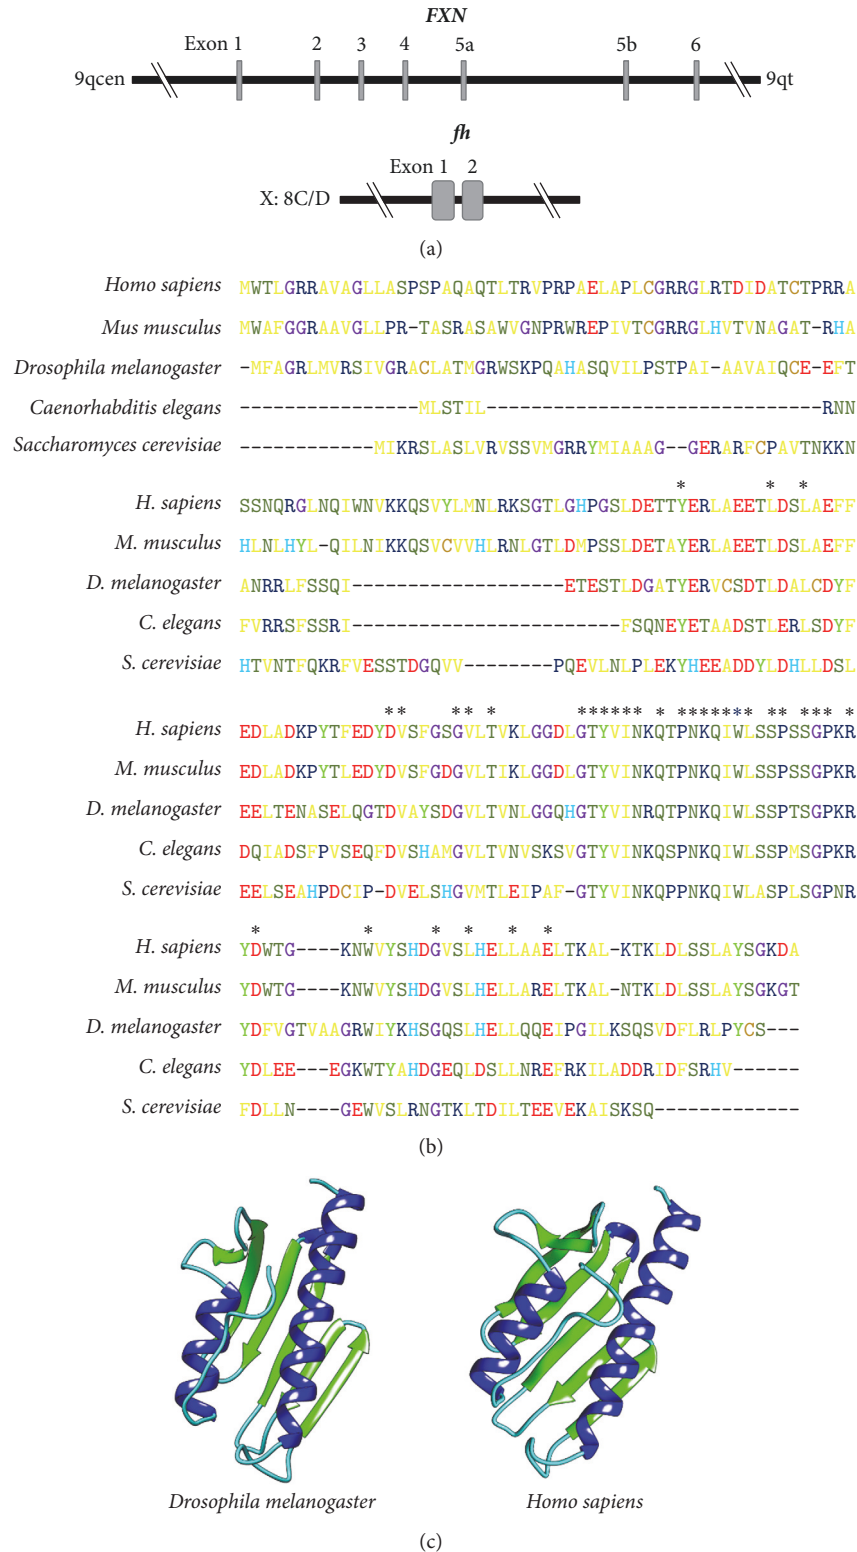 FXN
Exon 1 2 3 4 5a 5b 6
9qcen 9qt
fh
Exon 1 2
X: 8C/D
(a)
Homo sapiens MWTLGRRAVAGLLASPSPAQAQTLTRVPRPAELAPLCGRRGLRTDIDATCTPRRA
Mus musculus MWAFGGRAAVGLLPR-TASRASAWVGNPRWREPIVTCGRRGLHVTVNAGAT-RHA
Drosophila melanogaster -MFAGRLMVRSIVGRACLATMGRWSKPQAHASQVILPSTPAI-AAVAIQCE-EFT
Caenorhabditis elegans ----------------MLSTIL------------------------------RNN
Saccharomyces cerevisiae ------------MIKRSLASLVRVSSVMGRRYMIAAAG--GERARFCPAVTNKKN
* * *
H. sapiens SSNQRGLNQIWNVKKQSVYLMNLRKSGTLGHPGSLDETTYERLAEETLDSLAEFF
M. musculus HLNLHYL-QILNIKKQSVCVVHLRNLGTLDMPSSLDETAYERLAEETLDSLAEFF
D. melanogaster ANRRLFSSQI-------------------ETESTLDGATYERVCSDTLDALCDYF
C. elegans FVRRSFSSRI------------------------FSQNEYETAADSTLERLSDYF
S. cerevisiae HTVNTFQKRFVESSTDGQVV--------PQEVLNLPLEKYHEEADDYLDHLLDSL
** ** * ****** * ******* ** *** *
H. sapiens EDLADKPYTFEDYDVSFGSGVLTVKLGGDLGTYVINKQTPNKQIWLSSPSSGPKR
M. musculus EDLADKPYTLEDYDVSFGDGVLTIKLGGDLGTYVINKQTPNKQIWLSSPSSGPKR
D. melanogaster EELTENASELQGTDVAYSDGVLTVNLGGQHGTYVINRQTPNKQIWLSSPTSGPKR
C. elegans DQIADSFPVSEQFDVSHAMGVLTVNVSKSVGTYVINKQSPNKQIWLSSPMSGPKR
S. cerevisiae EELSEAHPDCIP-DVELSHGVMTLEIPAF-GTYVINKQPPNKQIWLASPLSGPNR
* * * * * *
H. sapiens YDWTG----KNWVYSHDGVSLHELLAAELTKAL-KTKLDLSSLAYSGKDA
M. musculus YDWTG----KNWVYSHDGVSLHELLARELTKAL-NTKLDLSSLAYSGKGT
D. melanogaster YDFVGTVAAGRWIYKHSGQSLHELLQQEIPGILKSQSVDFLRLPYCS---
C. elegans YDLEE---EGKWTYAHDGEQLDSLLNREFRKILADDRIDFSRHV------
S. cerevisiae FDLLN----GEWVSLRNGTKLTDILTEEVEKAISKSQ-------------
(b)
Drosophila melanogaster Homo sapiens
(c)